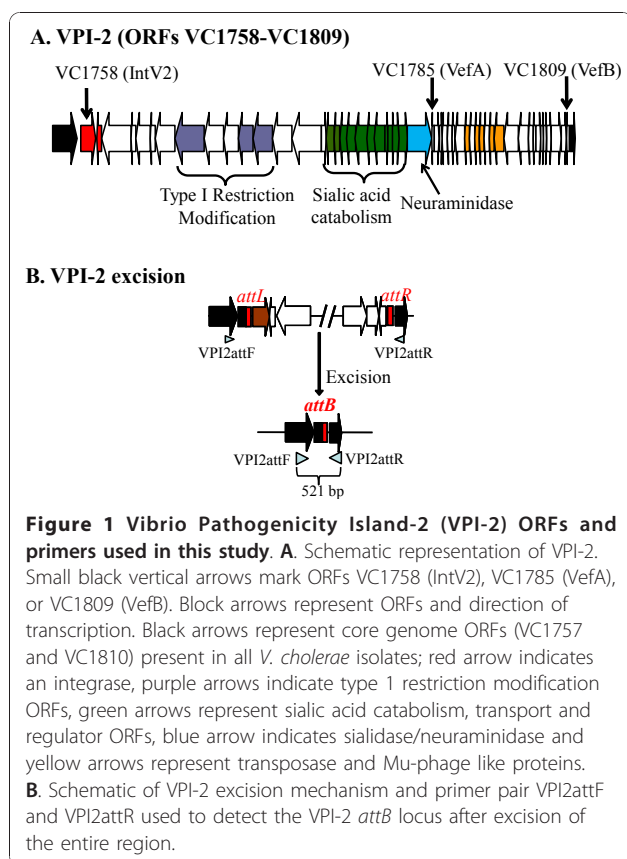 A. VPI-2 (ORFs VC1758-VC1809)
VC1758 (IntV2)
VC1785 (VefA)
VC1809 (VefB)
Type I Restriction
Modification
Sialic acid
catabolism
Neuraminidase
B. VPI-2 excision
attL
attR
VPI2attF
VPI2attR
Excision
attB
VPI2attF
VPI2attR
521 bp
Figure 1 Vibrio Pathogenicity Island-2 (VPI-2) ORFs and
primers used in this study. A. Schematic representation of VPI-2.
Small black vertical arrows mark ORFs VC1758 (IntV2), VC1785 (VefA),
or VC1809 (VefB). Block arrows represent ORFs and direction of
transcription. Black arrows represent core genome ORFs (VC1757
and VC1810) present in all V. cholerae isolates; red arrow indicates
an integrase, purple arrows indicate type 1 restriction modification
ORFs, green arrows represent sialic acid catabolism, transport and
regulator ORFs, blue arrow indicates sialidase/neuraminidase and
yellow arrows represent transposase and Mu-phage like proteins.
B. Schematic of VPI-2 excision mechanism and primer pair VPI2attF
and VPI2attR used to detect the VPI-2 attB locus after excision of
the entire region.